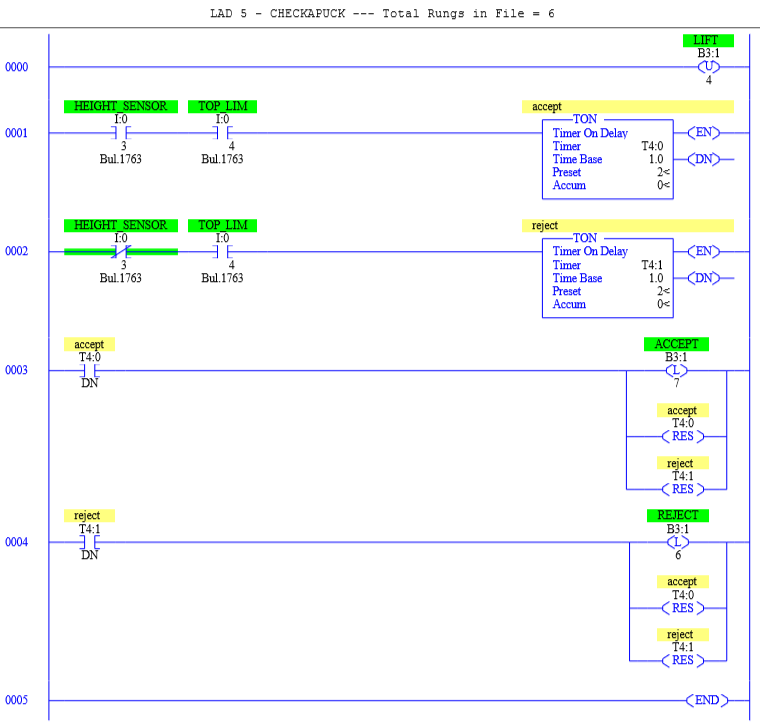 LAD 5 - CHECKAPUCK --- Total Rungs in File = 6
LIFT
B3:1
0000
U
4
HEIGHT_SENSOR TOP_LIM accept
I:0 I:0
TON
0001
Timer On Delay EN
3 4
Timer T4:0
Bul.1763 Bul.1763
Time Base 1.0 DN
Preset 2<
Accum 0<
HEIGHT_SENSOR TOP_LIM reject
I:0 I:0
TON
0002
Timer On Delay EN
3 4
Timer T4:1
Bul.1763 Bul.1763
Time Base 1.0 DN
Preset 2<
Accum 0<
accept ACCEPT
T4:0 B3:1
0003
L
DN 7
accept
T4:0
RES
reject
T4:1
RES
reject REJECT
T4:1 B3:1
0004
L
DN 6
accept
T4:0
RES
reject
T4:1
RES
0005 END